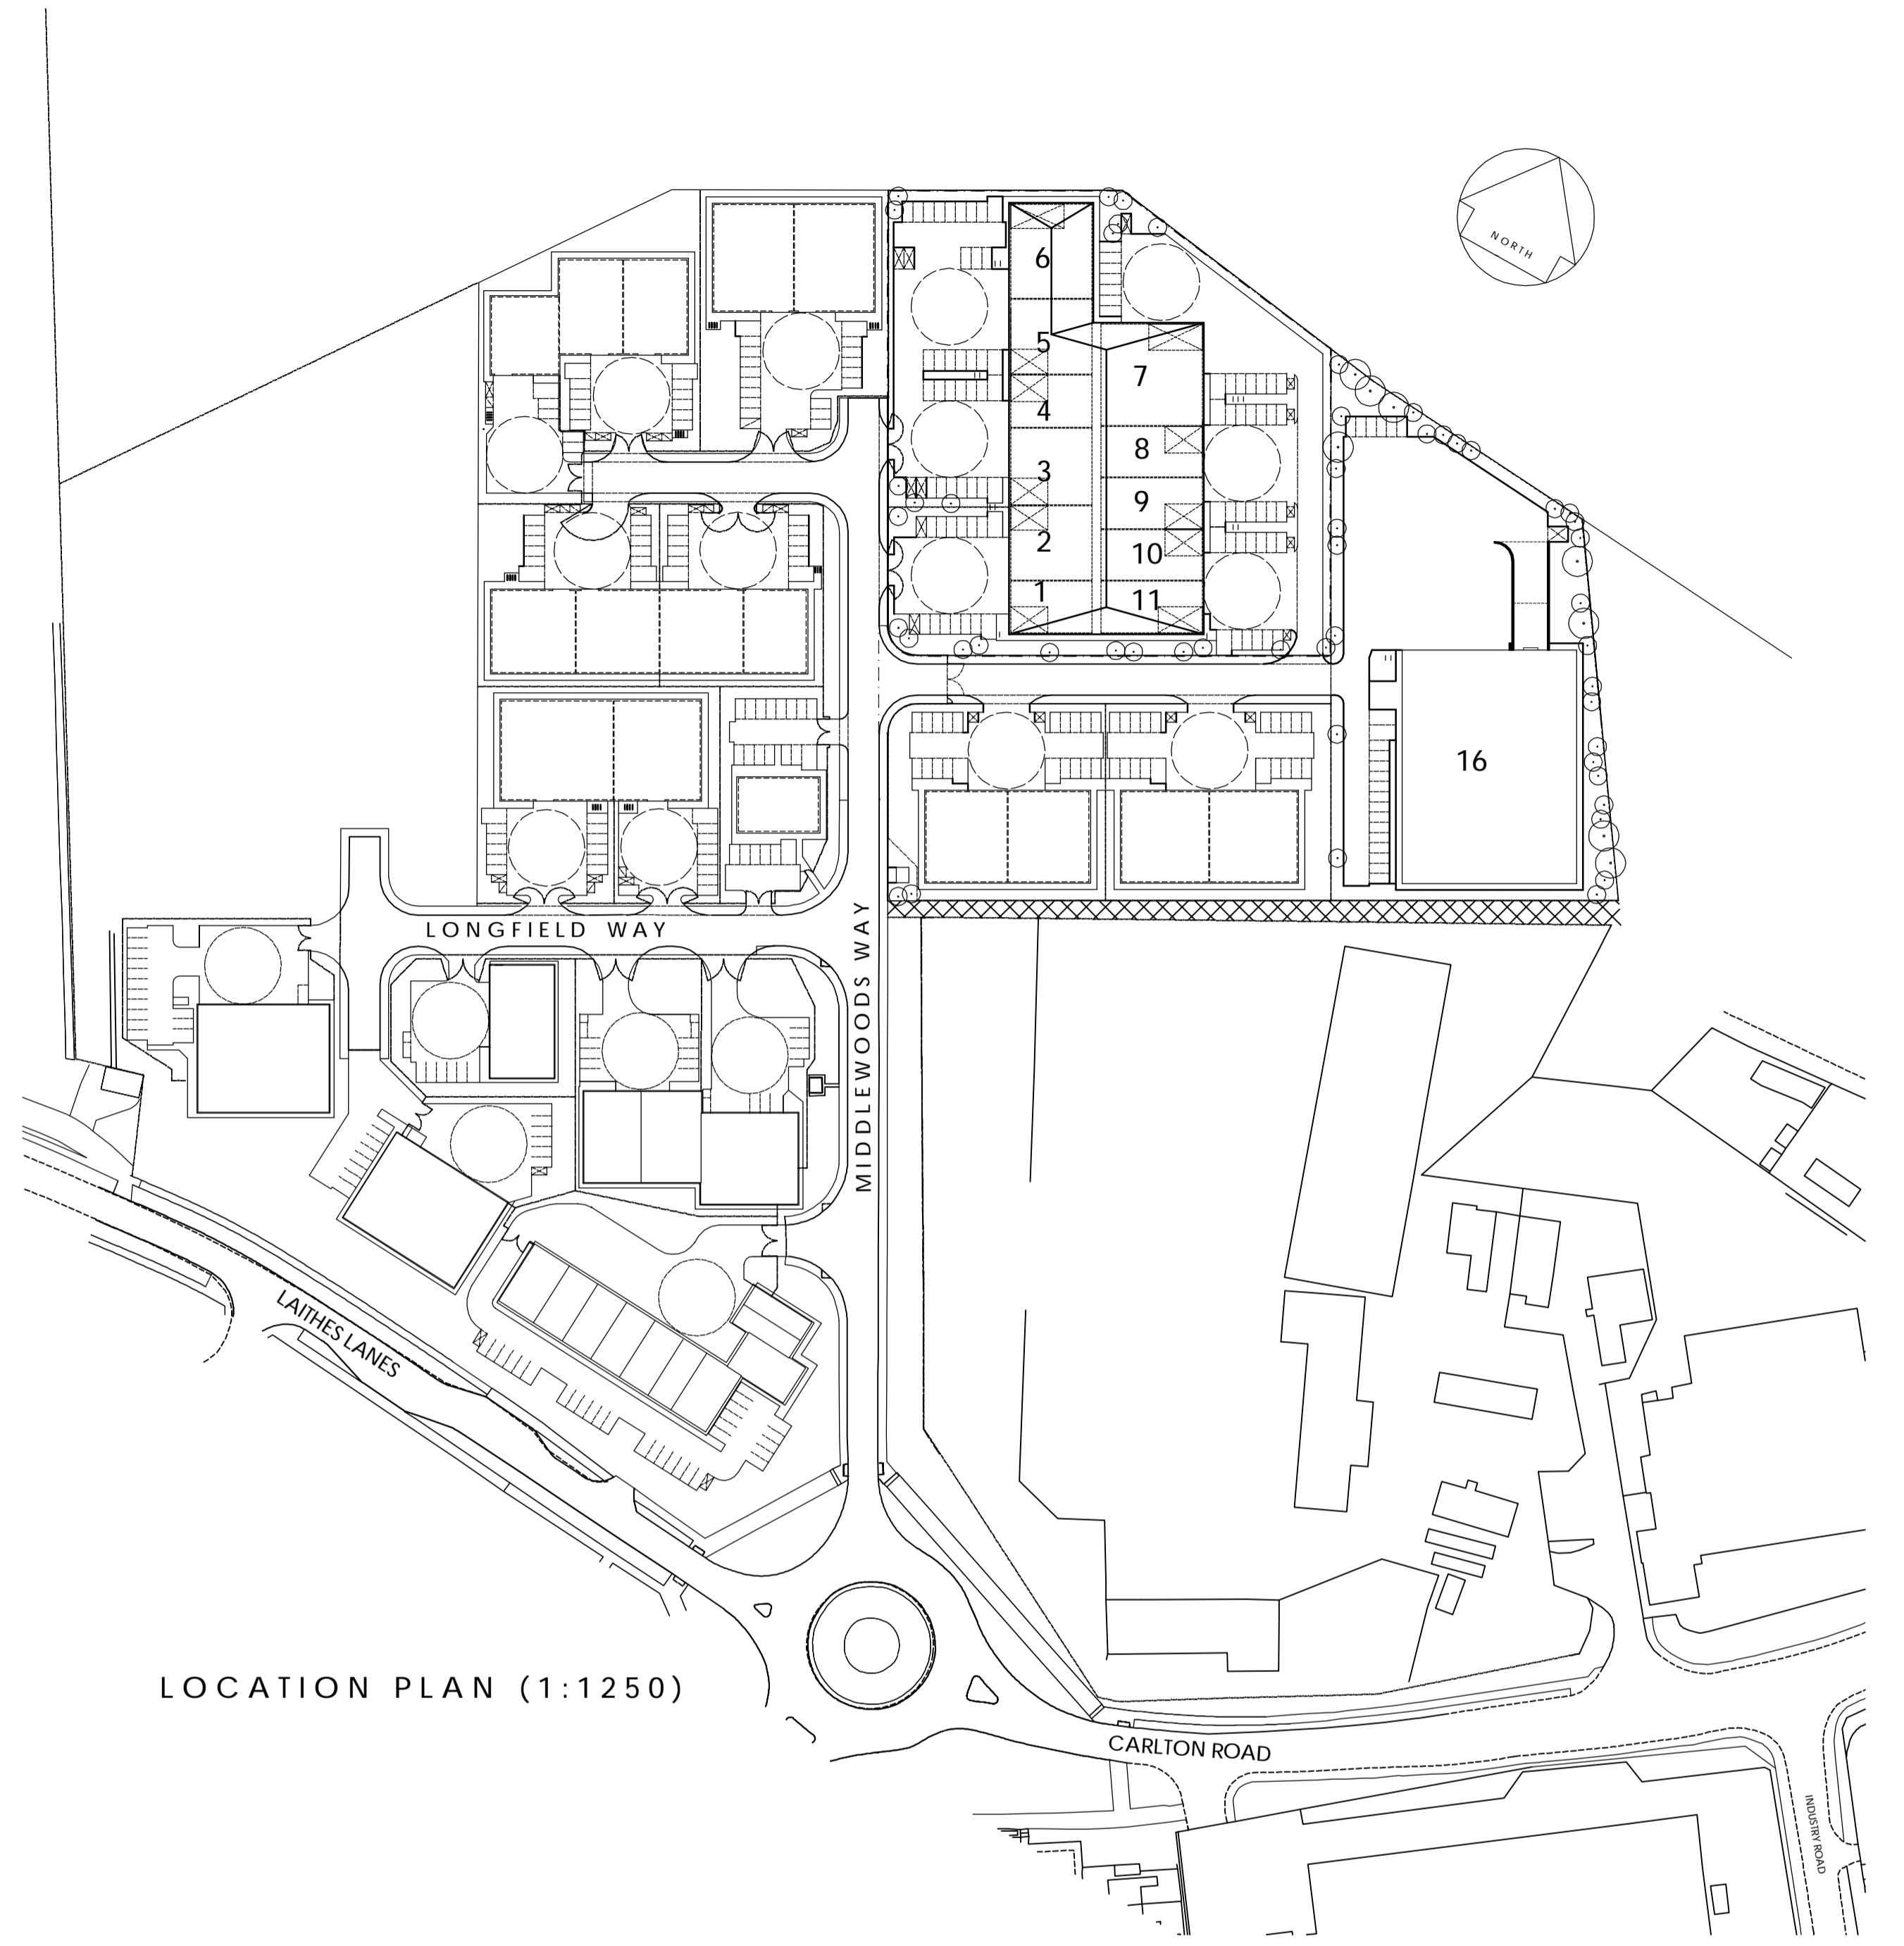 NORTH
6
5
7
4
8
3
9
2
10
1
11
16
LONGFIELD WAY
MIDDLEWOODS WAY
LAITHES LANES
LOCATION PLAN (1:1250)
CARLTON ROAD
INDUSTRY ROAD